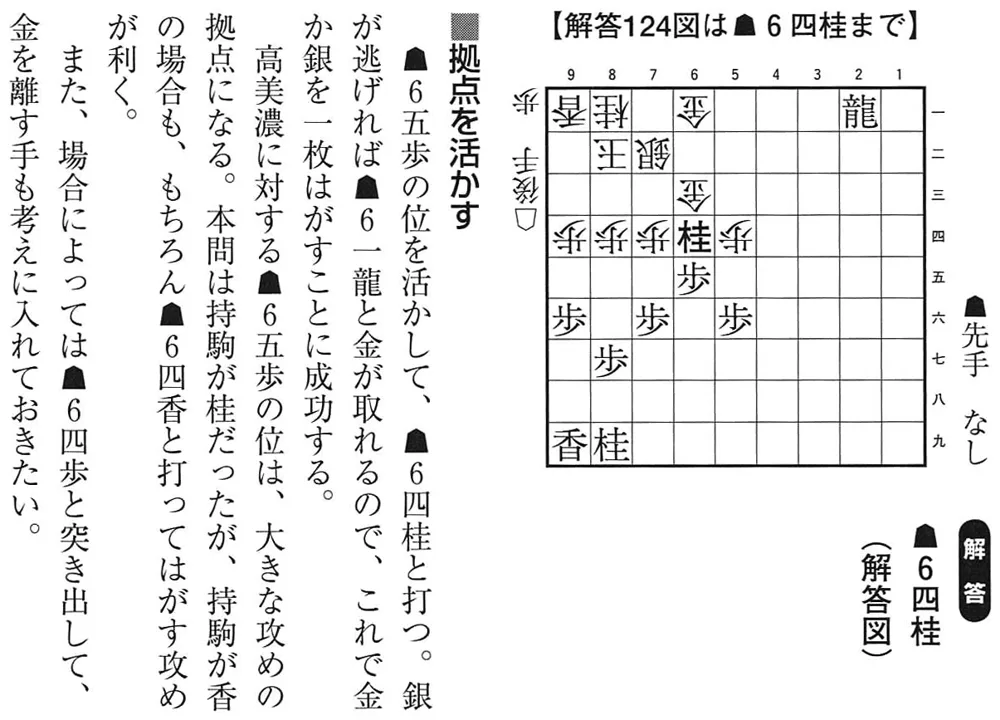 【解答124図は☗6四桂まで】
9 8 7 6 5 4 3 2 1
香 桂 金 龍 一
王 銀 二
金 三
歩 歩 歩 桂 歩 四
歩 五
歩 歩 歩 六
歩 七
八
香 桂 九
☗先手 なし
☖後手 歩
解答
☗6四桂
(解答図)
■拠点を活かす
☗6五歩の位を活かして、☗6四桂と打つ。銀
が逃げれば☗6一龍と金が取れるので、これで金
か銀を一枚はがすことに成功する。
高美濃に対する☗6五歩の位は、大きな攻めの
拠点になる。本問は持駒が桂だったが、持駒が香
の場合も、もちろん☗6四香と打ってはがす攻め
が利く。
また、場合によっては☗6四歩と突き出して、
金を離す手も考えに入れておきたい。